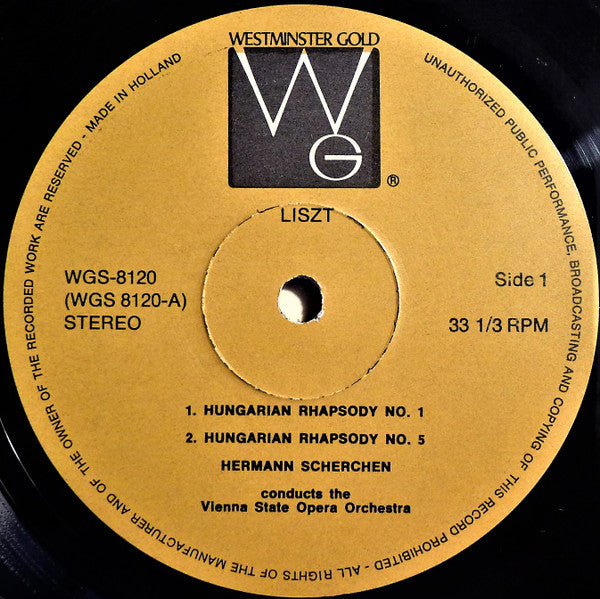 WESTMINSTER GOLD
WG
®
LISZT
WGS-8120
(WGS 8120-A)
STEREO
Side 1
33 1/3 RPM
1. HUNGARIAN RHAPSODY NO. 1
2. HUNGARIAN RHAPSODY NO. 5
HERMANN SCHERCHEN
conducts the
Vienna State Opera Orchestra
UNAUTHORIZED PUBLIC PERFORMANCE, BROADCASTING AND COPYING OF THIS RECORD PROHIBITED - ALL RIGHTS OF THE MANUFACTURER AND OF THE OWNER OF THE RECORDED WORK ARE RESERVED - MADE IN HOLLAND